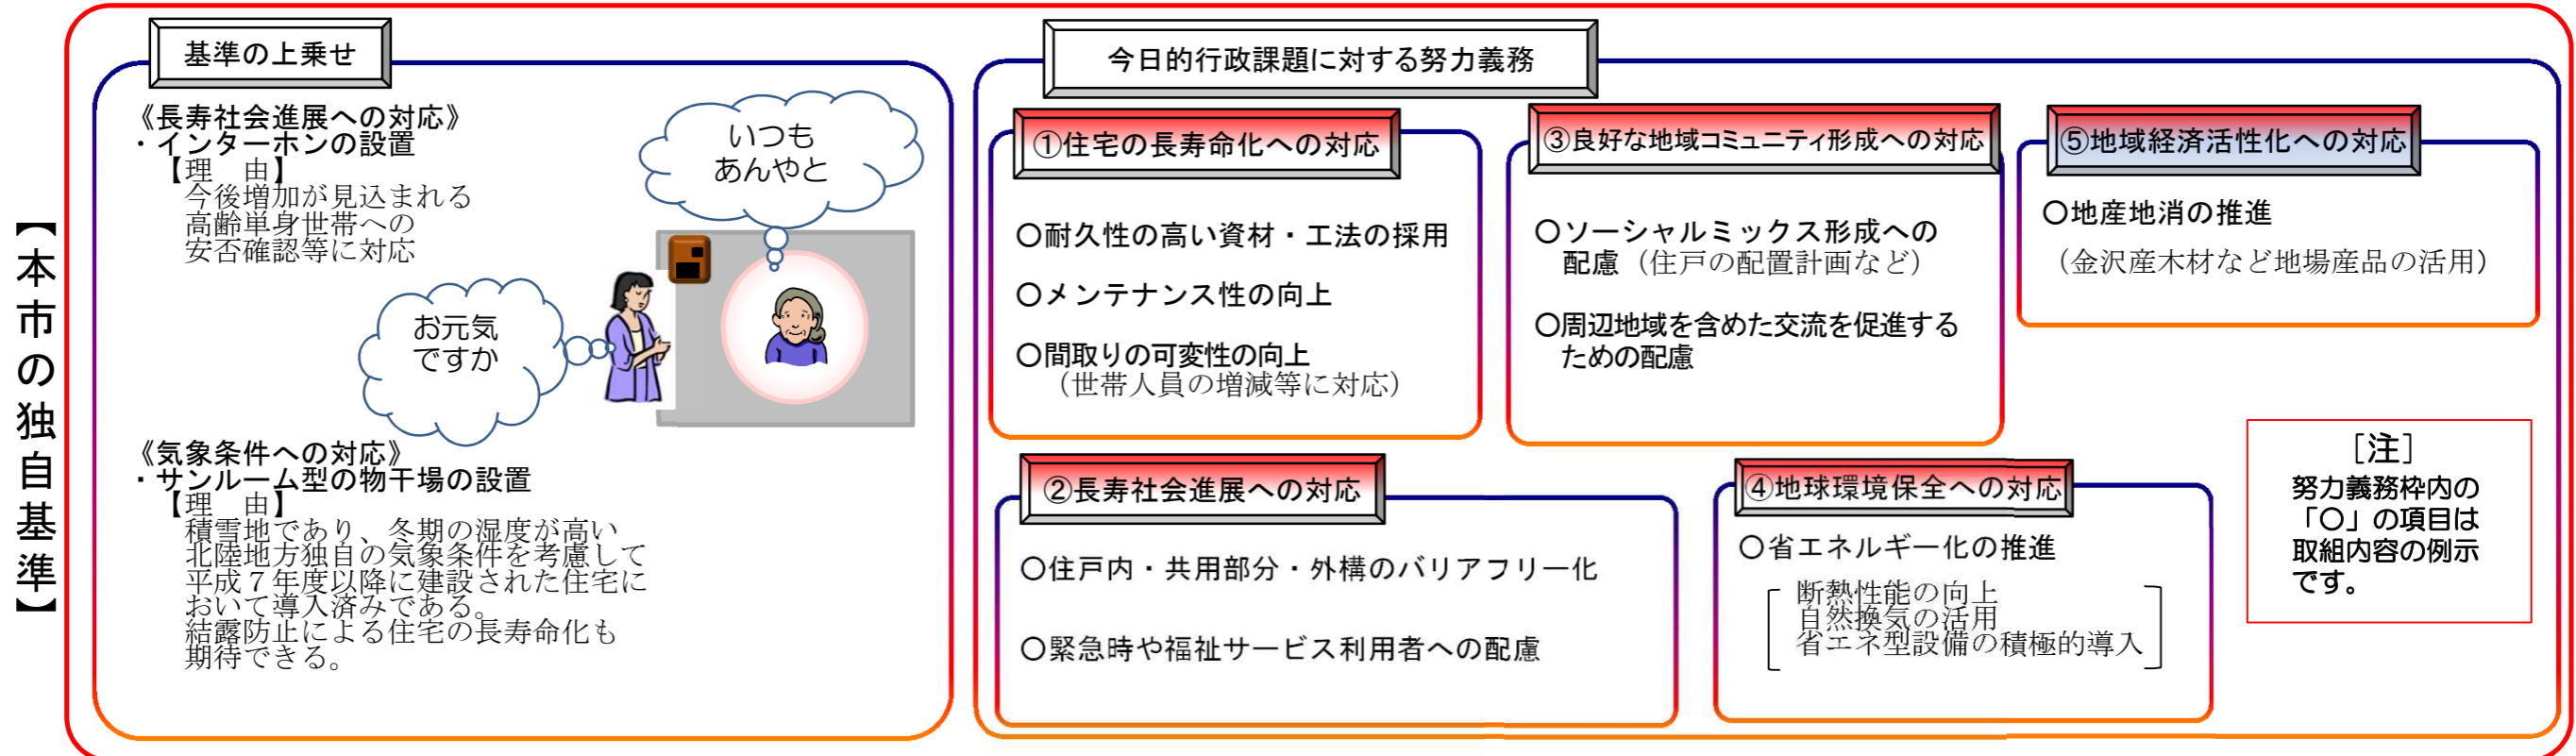 【本市の独自基準】
基準の上乗せ
《長寿社会進展への対応》
・インターホンの設置
【理　由】
今後増加が見込まれる
高齢単身世帯への
安否確認等に対応
いつも
あんやと
お元気
ですか
《気象条件への対応》
・サンルーム型の物干場の設置
【理　由】
積雪地であり、冬期の湿度が高い
北陸地方独自の気象条件を考慮して
平成７年度以降に建設された住宅に
おいて導入済みである。
結露防止による住宅の長寿命化も
期待できる。
今日的行政課題に対する努力義務
①住宅の長寿命化への対応
○耐久性の高い資材・工法の採用
○メンテナンス性の向上
○間取りの可変性の向上
（世帯人員の増減等に対応）
②長寿社会進展への対応
○住戸内・共用部分・外構のバリアフリー化
○緊急時や福祉サービス利用者への配慮
③良好な地域コミュニティ形成への対応
○ソーシャルミックス形成への
配慮（住戸の配置計画など）
○周辺地域を含めた交流を促進する
ための配慮
④地球環境保全への対応
○省エネルギー化の推進
断熱性能の向上
自然換気の活用
省エネ型設備の積極的導入
⑤地域経済活性化への対応
○地産地消の推進
（金沢産木材など地場産品の活用）
［注］
努力義務枠内の
「○」の項目は
取組内容の例示
です。